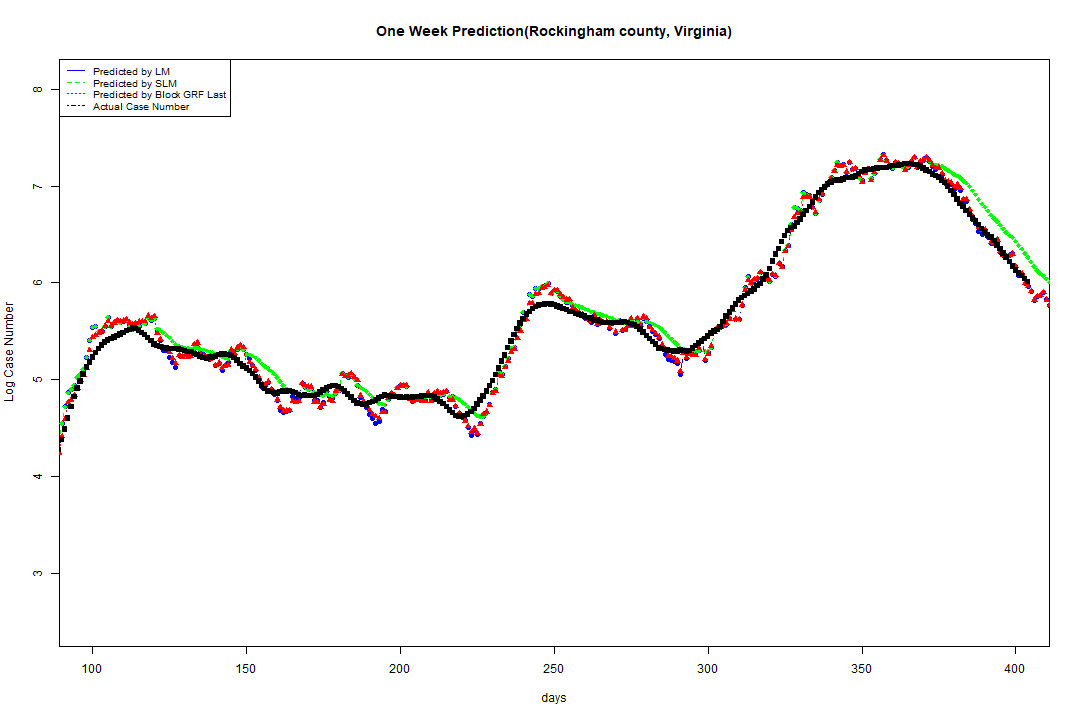 One Week Prediction(Rockingham county, Virginia)
Predicted by LM
Predicted by SLM
Predicted by Block GRF Last
Actual Case Number
8
7
6
5
4
3
Log Case Number
100 150 200 250 300 350 400
days